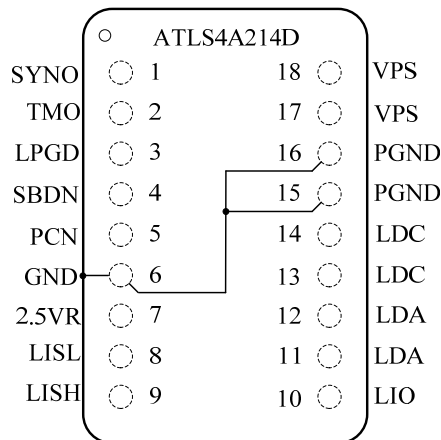 ATLS4A214D
SYNO 1 18 VPS
TMO 2 17 VPS
LPGD 3 16 PGND
SBDN 4 15 PGND
PCN 5 14 LDC
GND 6 13 LDC
2.5VR 7 12 LDA
LISL 8 11 LDA
LISH 9 10 LIO